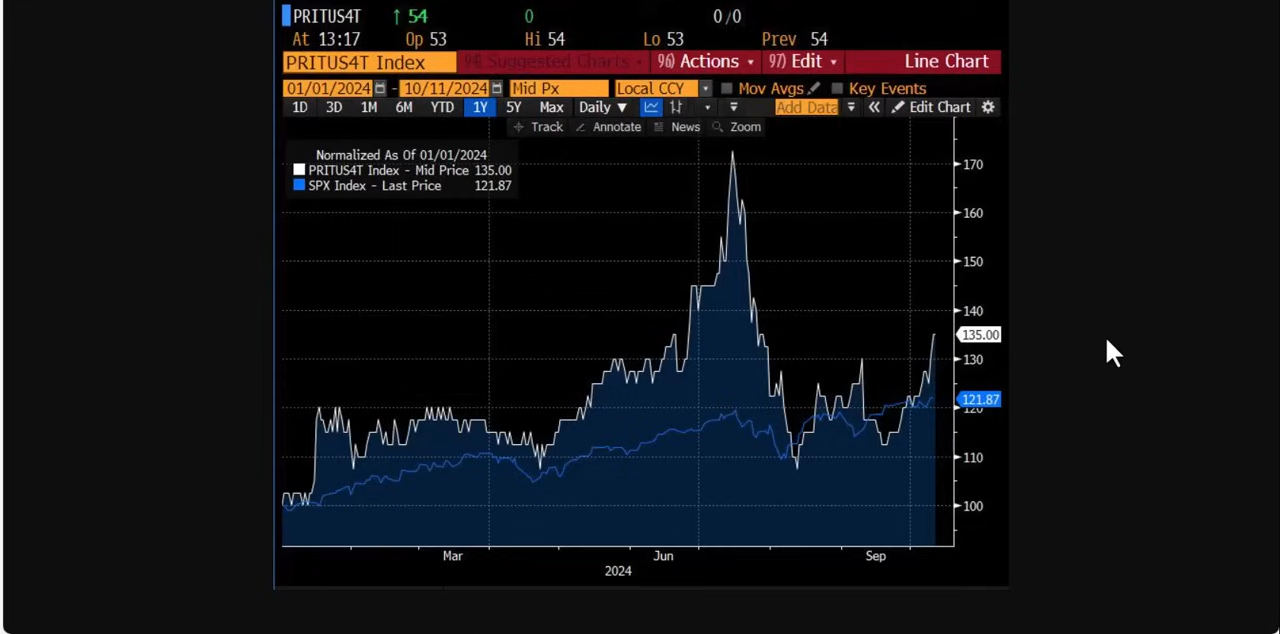 PRITUS4T ↑ 54 0 0/0
At 13:17 Op 53 Hi 54 Lo 53 Prev 54
PRITUS4T Index 94) Suggested Charts 96) Actions 97) Edit Line Chart
01/01/2024 - 10/11/2024 Mid Px Local CCY Mov Avgs Key Events
1D 3D 1M 6M YTD 1Y 5Y Max Daily ▼ Add Data « Edit Chart
Track Annotate News Zoom
Normalized As Of 01/01/2024
PRITUS4T Index - Mid Price 135.00
SPX Index - Last Price 121.87
170
160
150
140
135.00
130
121.87
120
110
100
Mar Jun Sep
2024